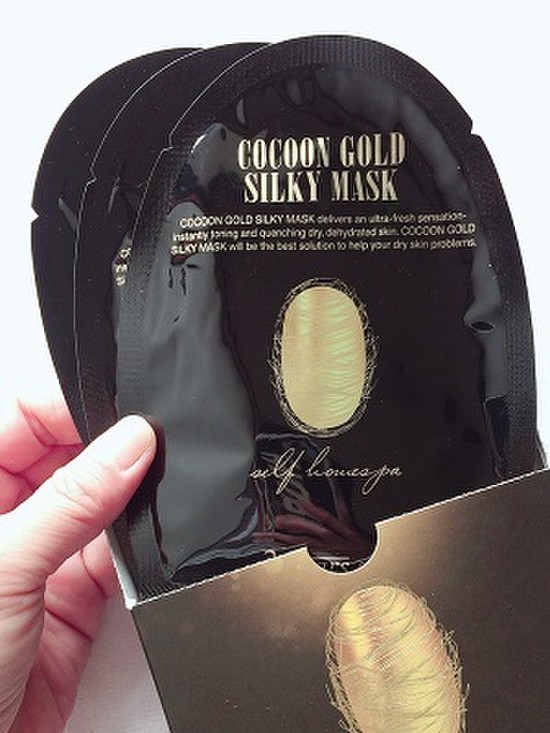 COCOON GOLD
SILKY MASK
COCOON GOLD SILKY MASK delivers an ultra-fresh sensation-
instantly toning and quenching dry, dehydrated skin. COCOON GOLD
SILKY MASK will be the best solution to help your dry skin problems.
self homespa